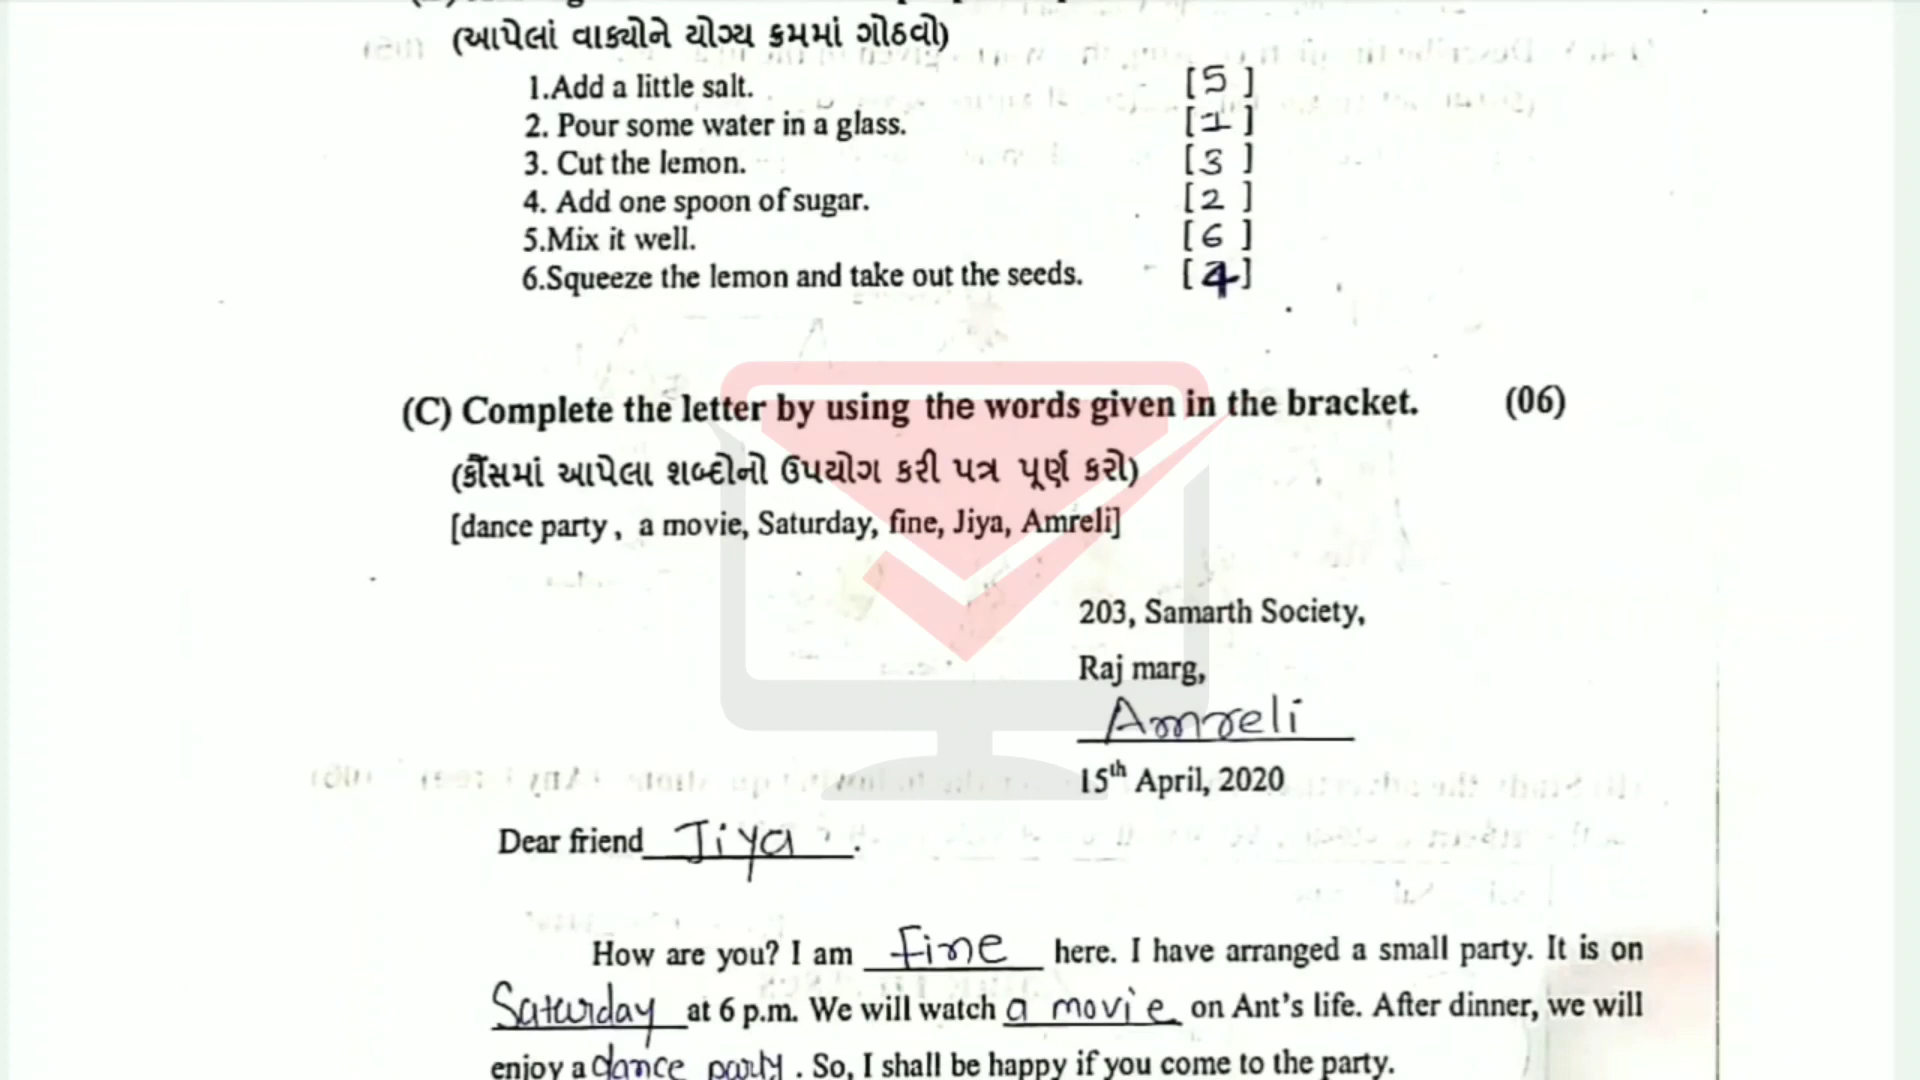 (આપેલાં વાક્યોને યોગ્ય ક્રમમાં ગોઠવો)
1.Add a little salt. [5]
2. Pour some water in a glass. [1]
3. Cut the lemon. [3]
4. Add one spoon of sugar. [2]
5.Mix it well. [6]
6.Squeeze the lemon and take out the seeds. [4]
(C) Complete the letter by using the words given in the bracket. (06)
(કૌંસમાં આપેલા શબ્દોનો ઉપયોગ કરી પત્ર પૂર્ણ કરો)
[dance party , a movie, Saturday, fine, Jiya, Amreli]
203, Samarth Society,
Raj marg,
Amreli
15th April, 2020
Dear friend Jiya.
How are you? I am fine here. I have arranged a small party. It is on
Saturday at 6 p.m. We will watch a movie on Ant's life. After dinner, we will
enjoy a dance party. So, I shall be happy if you come to the party.